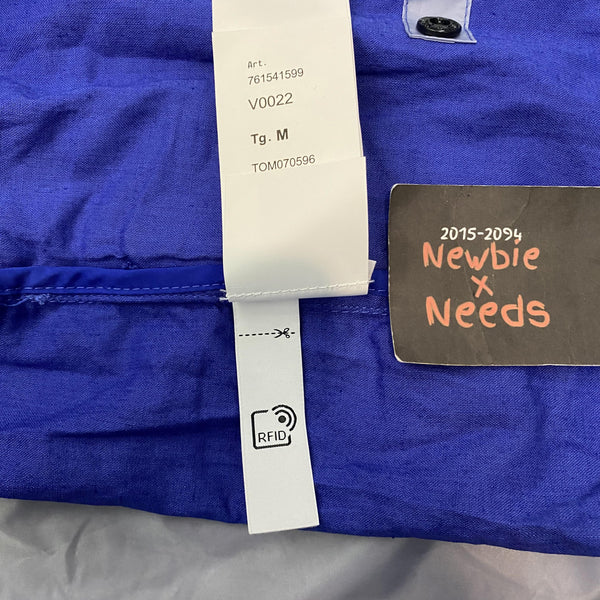 Art.
761541599
V0022
Tg. M
TOM070596
2015-2094
Newbie
x
Needs
RFID